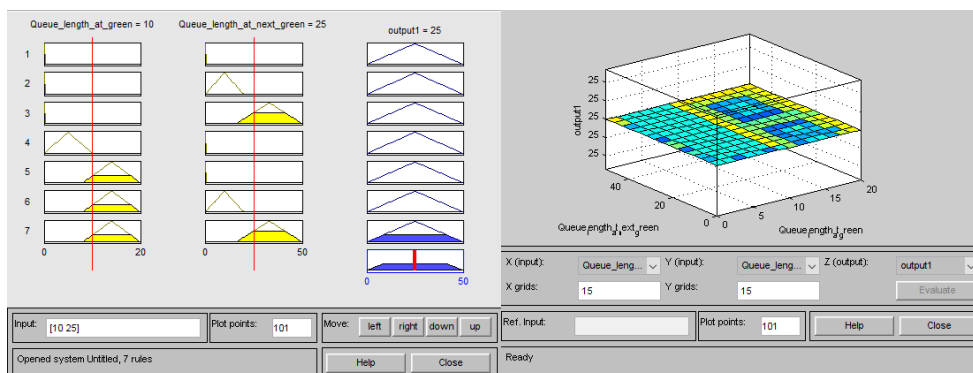 Queue_length_at_green = 10
Queue_length_at_next_green = 25
output1 = 25
1
2
3
4
5
6
7
0
20
0
50
0
50
Input:
[10 25]
Plot points:
101
Move:
left
right
down
up
Opened system Untitled, 7 rules
Help
Close
output1
25
25
25
25
25
40
20
0
0
5
10
15
20
X (input):
Queue_leng...
Y (input):
Queue_leng...
Z (output):
output1
X grids:
15
Y grids:
15
Evaluate
Ref. Input:
Plot points:
101
Help
Close
Ready